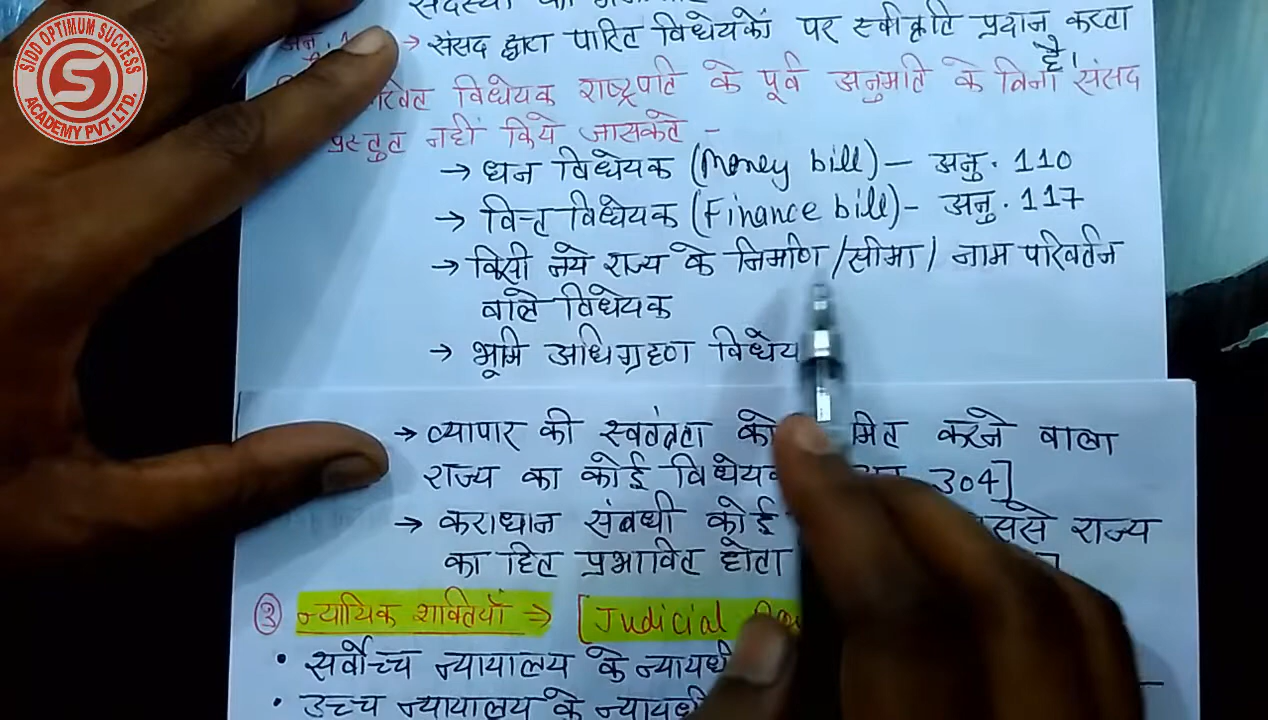 SIDD OPTIMUM SUCCESS
S
ACADEMY PVT. LTD.
→ संसद द्वारा पारित विधेयकों पर स्वीकृति प्रदान करता
है।
विधेयक राष्ट्रपति के पूर्व अनुमति के बिना संसद
प्रस्तुत नहीं किये जासकते -
→ धन विधेयक (Money bill) - अनु. 110
→ वित्त विधेयक (Finance bill) - अनु. 117
→ किसी नये राज्य के निर्माण / सीमा / नाम परिवर्तन
वाले विधेयक
→ भूमि अधिग्रहण
→ व्यापार की स्वतंत्रता को करने वाला
राज्य का कोई 304]
→ कराधान संबधी कोई राज्य
का हित प्रभावित होता
③ न्यायिक शक्तियाँ → [Judicial
• सर्वोच्च न्यायालय के
• उच्च न्यायालय के